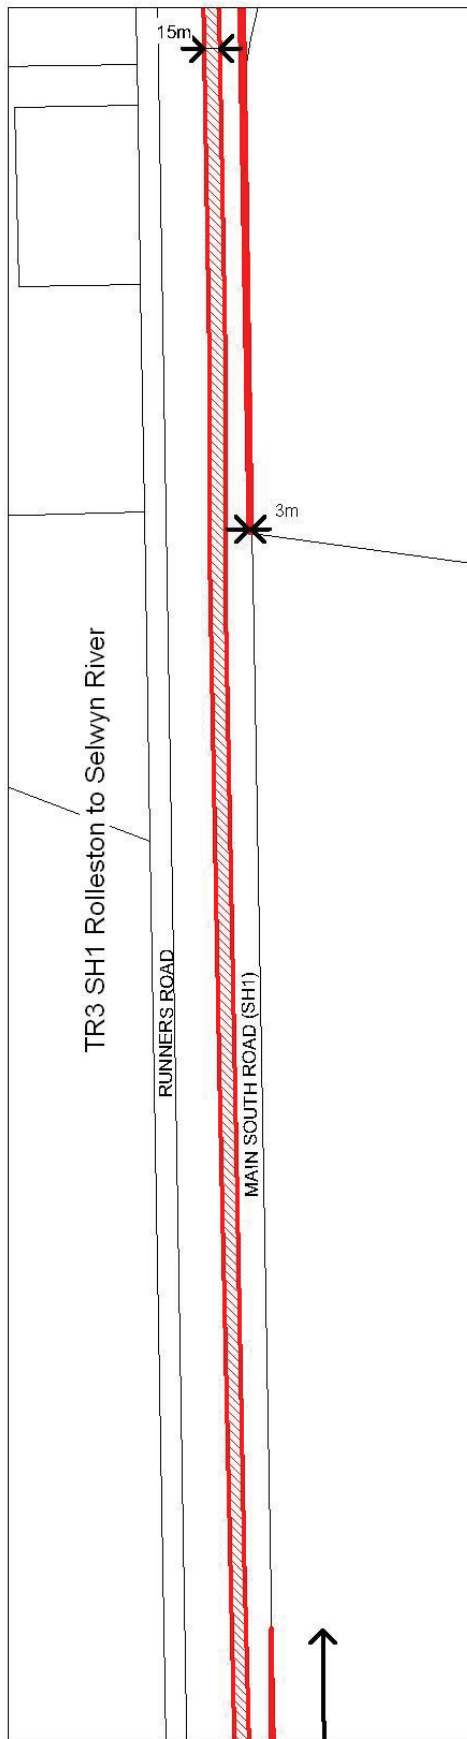 15m
3m
TR3 SH1 Rolleston to Selwyn River
RUNNERS ROAD
MAIN SOUTH ROAD (SH1)